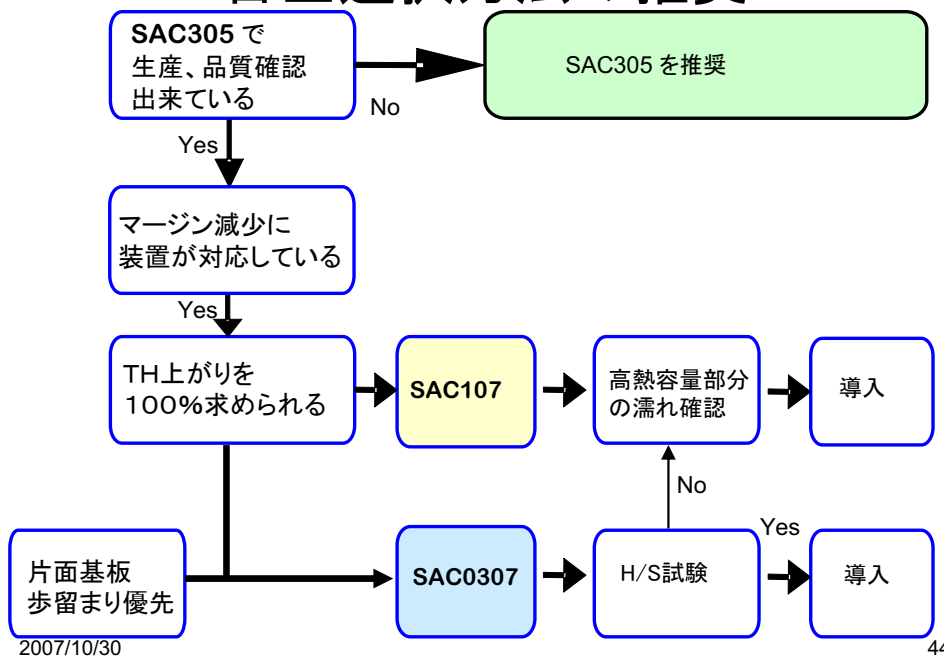 SAC305 で
生産、品質確認
出来ている
SAC305 を推奨
No
Yes
マージン減少に
装置が対応している
Yes
TH上がりを
100%求められる
SAC107
高熱容量部分
の濡れ確認
導入
No
Yes
片面基板
歩留まり優先
SAC0307
H/S試験
導入
2007/10/30
44